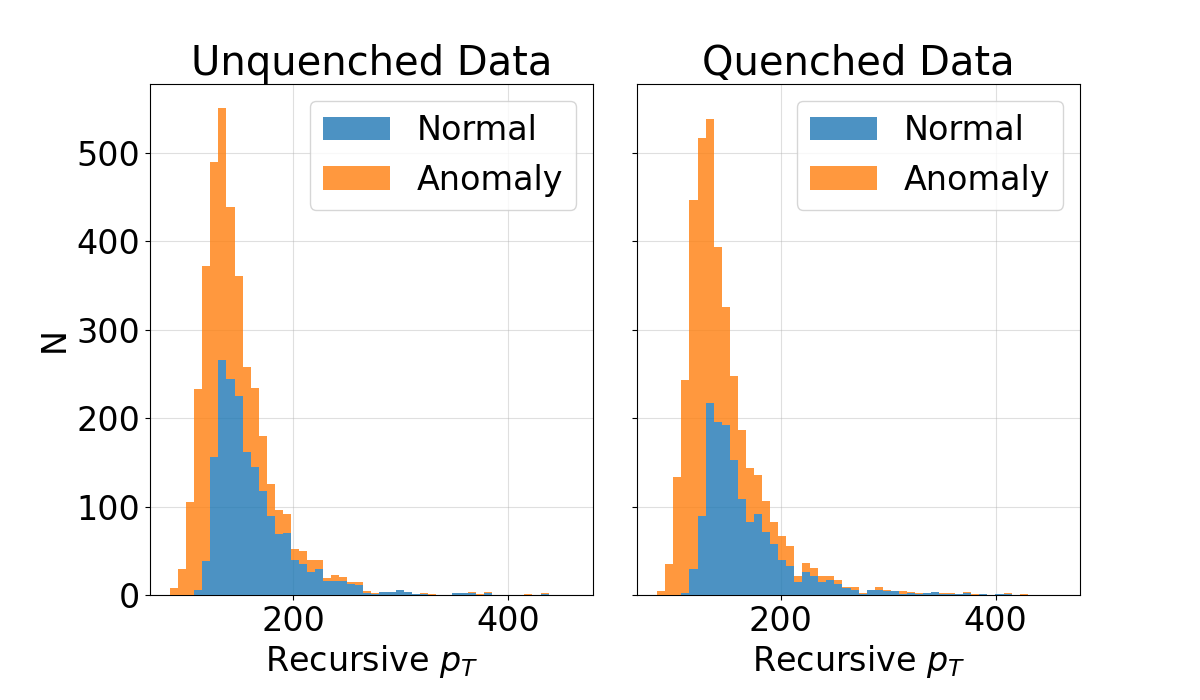 Unquenched Data
Normal
Anomaly
N
500
400
300
200
100
0
200
400
Recursive $p_T$
Quenched Data
Normal
Anomaly
200
400
Recursive $p_T$